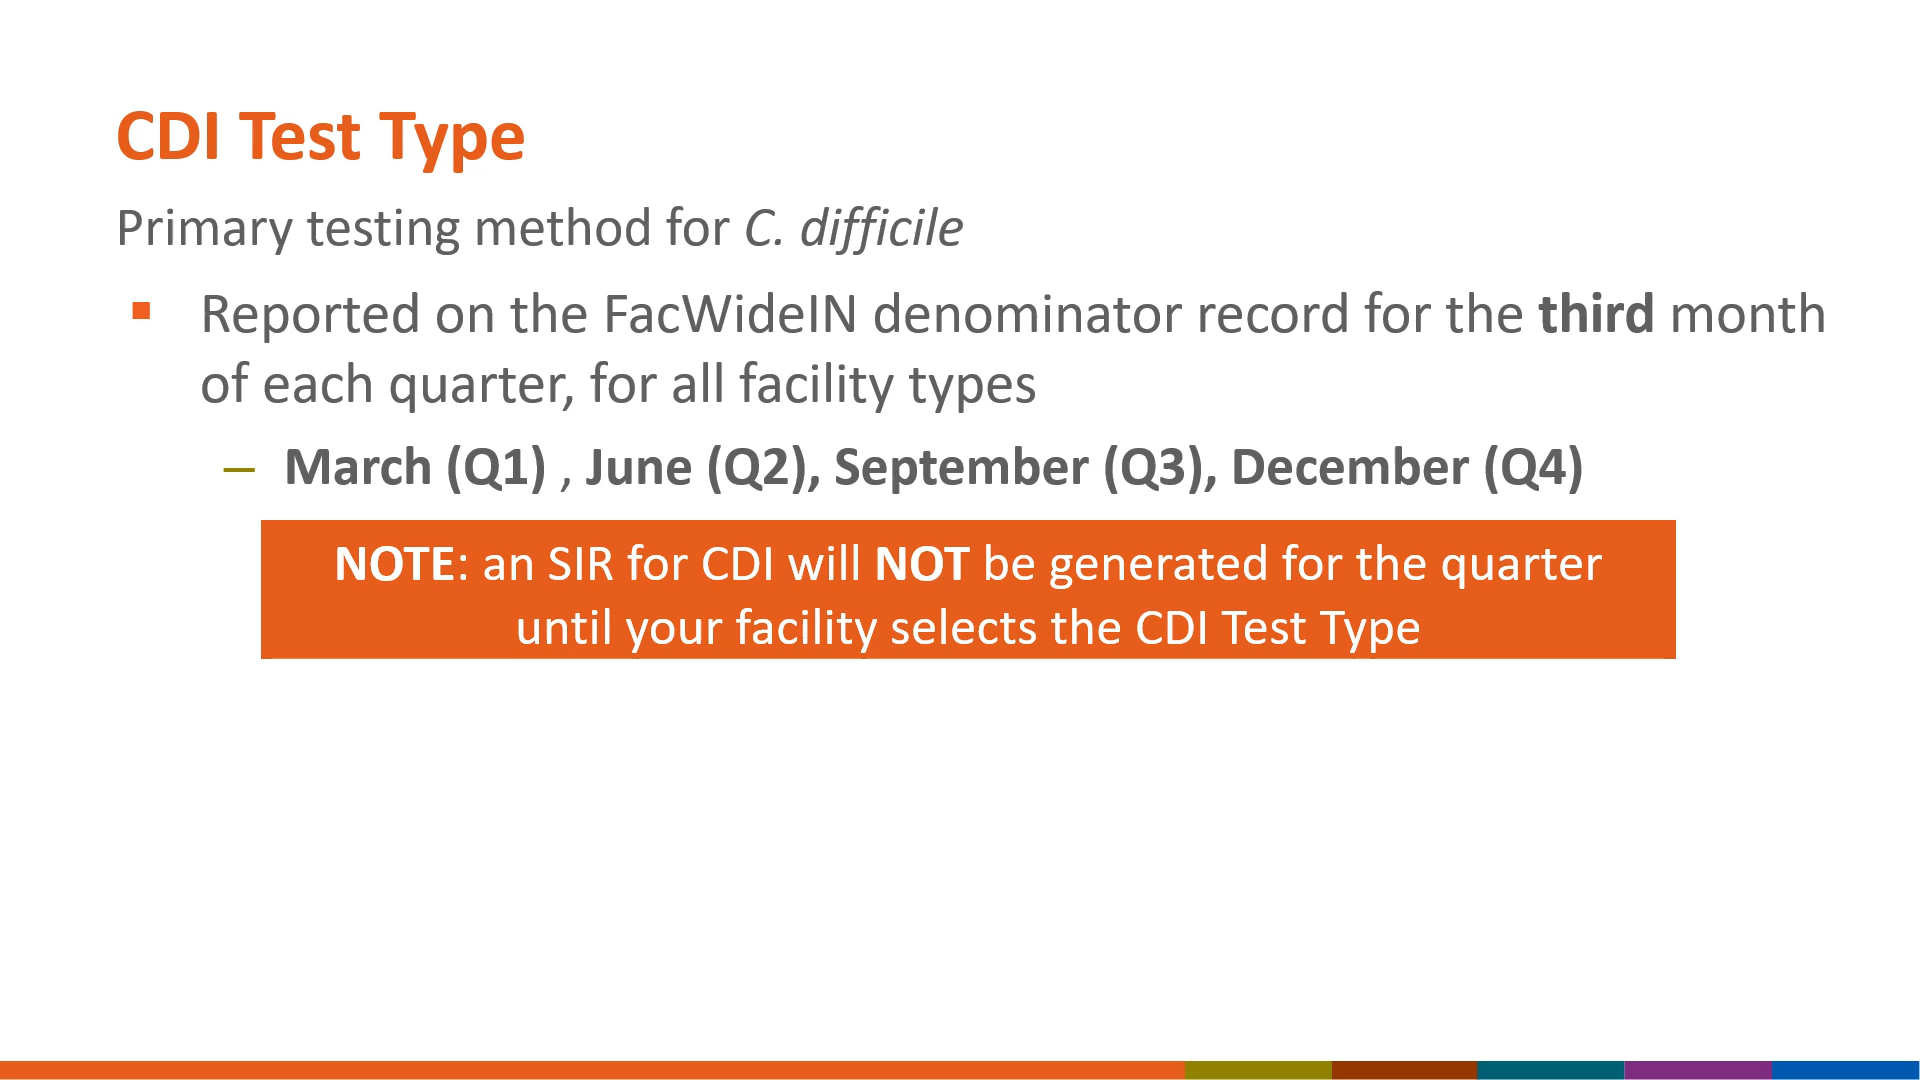 CDI Test Type
Primary testing method for C. difficile
▪ Reported on the FacWideIN denominator record for the third month
of each quarter, for all facility types
– March (Q1) , June (Q2), September (Q3), December (Q4)
NOTE: an SIR for CDI will NOT be generated for the quarter
until your facility selects the CDI Test Type